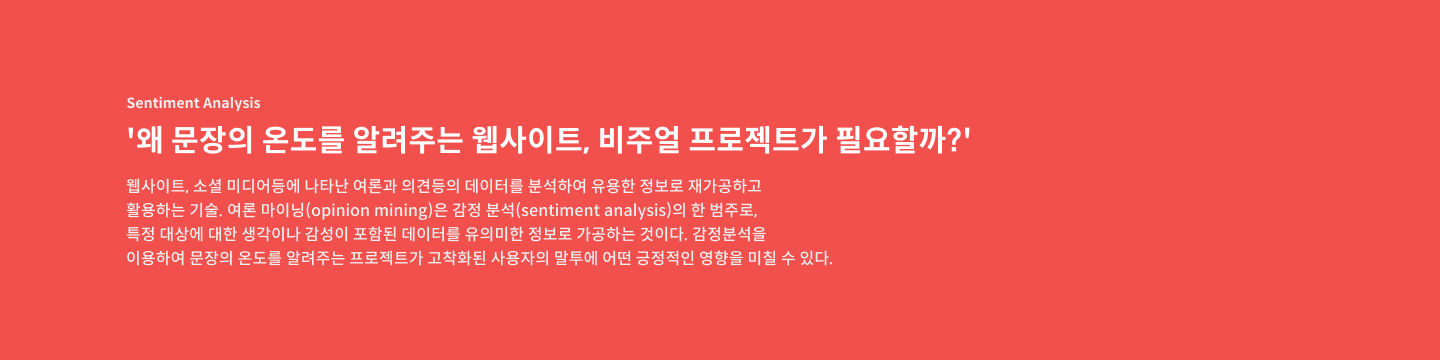 Sentiment Analysis
'왜 문장의 온도를 알려주는 웹사이트, 비주얼 프로젝트가 필요할까?'
웹사이트, 소셜 미디어등에 나타난 여론과 의견등의 데이터를 분석하여 유용한 정보로 재가공하고
활용하는 기술. 여론 마이닝(opinion mining)은 감정 분석(sentiment analysis)의 한 범주로,
특정 대상에 대한 생각이나 감성이 포함된 데이터를 유의미한 정보로 가공하는 것이다. 감정분석을
이용하여 문장의 온도를 알려주는 프로젝트가 고착화된 사용자의 말투에 어떤 긍정적인 영향을 미칠 수 있다.